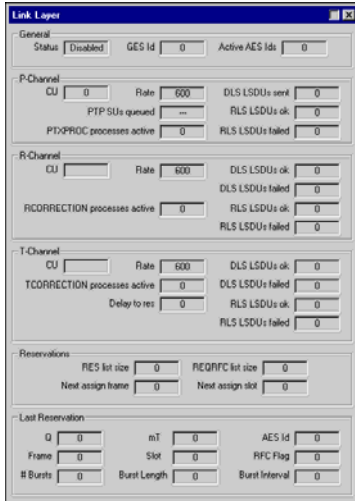 Link Layer
General
Status Disabled GES Id 0 Active AES Ids 0
P-Channel
CU 0 Rate 600 DLS LSDUs sent 0
PTP SUs queued --- RLS LSDUs ok 0
PTXPROC processes active 0 RLS LSDUs failed 0
R-Channel
CU Rate 600 DLS LSDUs ok 0
DLS LSDUs failed 0
RCORRECTION processes active 0 RLS LSDUs ok 0
RLS LSDUs failed 0
T-Channel
CU Rate 600 DLS LSDUs ok 0
TCORRECTION processes active 0 DLS LSDUs failed 0
Delay to res 0 RLS LSDUs ok 0
RLS LSDUs failed 0
Reservations
RES list size 0 REQRFC list size 0
Next assign frame 0 Next assign slot 0
Last Reservation
Q 0 mT 0 AES Id 0
Frame 0 Slot 0 RFC Flag 0
# Bursts 0 Burst Length 0 Burst Interval 0